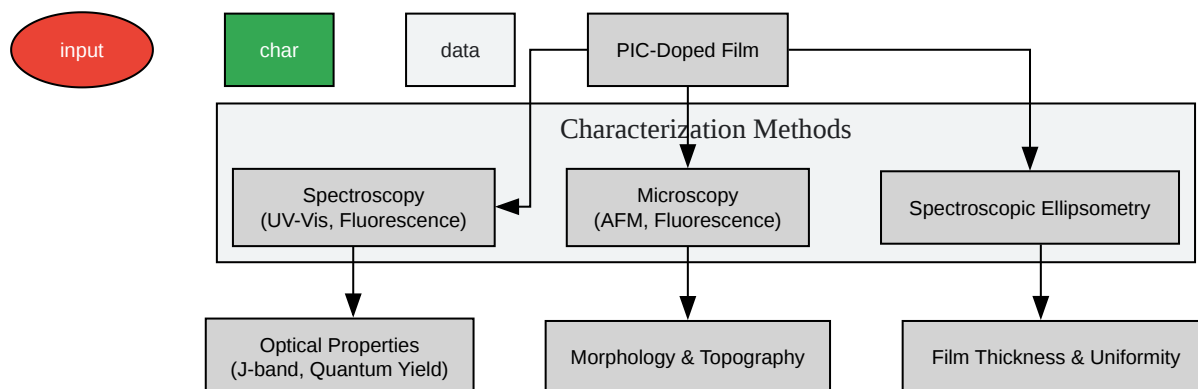 input
char
data
PIC-Doped Film
Characterization Methods
Spectroscopy
(UV-Vis, Fluorescence)
Microscopy
(AFM, Fluorescence)
Spectroscopic Ellipsometry
Optical Properties
(J-band, Quantum Yield)
Morphology & Topography
Film Thickness & Uniformity